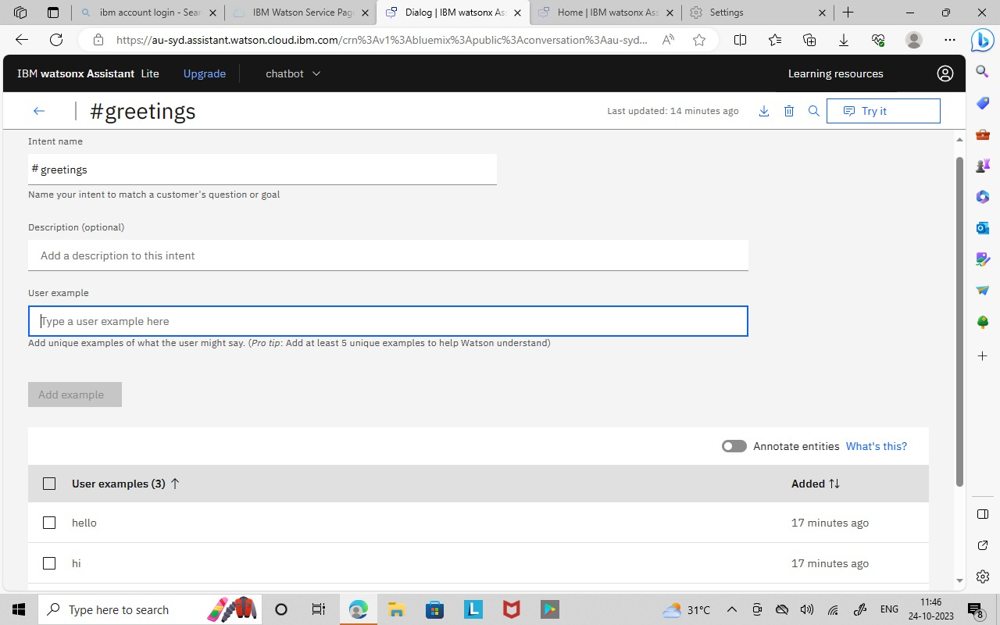 ibm account login - Sear
IBM Watson Service Page
Dialog | IBM watsonx Ass
Home | IBM watsonx Ass
Settings
https://au-syd.assistant.watson.cloud.ibm.com/crn%3Av1%3Abluemix%3Apublic%3Aconversation%3Aau-syd...
IBM watsonx Assistant Lite
Upgrade
chatbot
Learning resources
#greetings
Last updated: 14 minutes ago
Try it
Intent name
# greetings
Name your intent to match a customer's question or goal
Description (optional)
Add a description to this intent
User example
Type a user example here
Add unique examples of what the user might say. (Pro tip: Add at least 5 unique examples to help Watson understand)
Add example
Annotate entities What's this?
User examples (3)
Added
hello
17 minutes ago
hi
17 minutes ago
Type here to search
31°C
ENG
11:46
24-10-2023
8